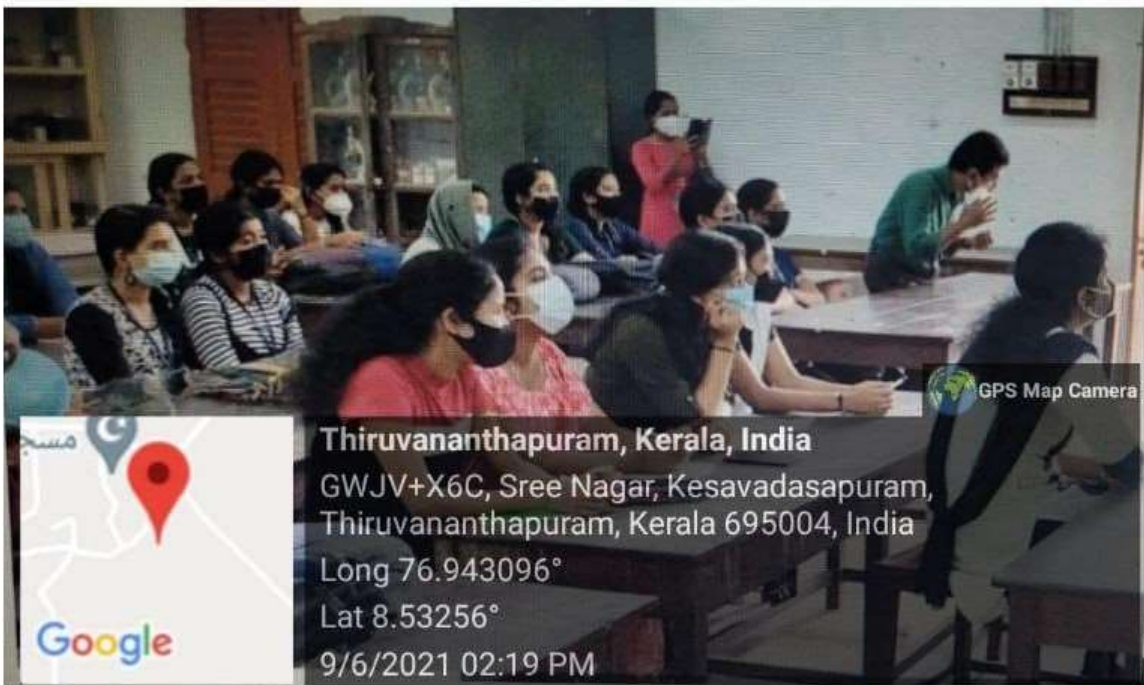 GPS Map Camera
مسجد
Google
Thiruvananthapuram, Kerala, India
GWJV+X6C, Sree Nagar, Kesavadasapuram,
Thiruvananthapuram, Kerala 695004, India
Long 76.943096°
Lat 8.53256°
9/6/2021 02:19 PM